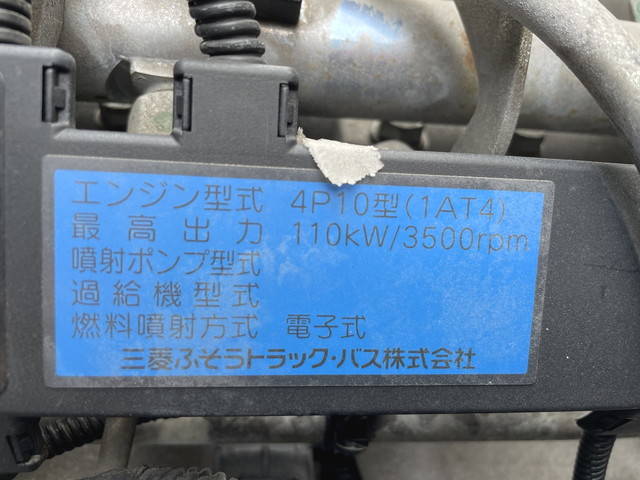 エンジン型式 4P10型(1AT4)
最高出力 110kW/3500rpm
噴射ポンプ型式
過給機型式
燃料噴射方式 電子式
三菱ふそうトラック・バス株式会社